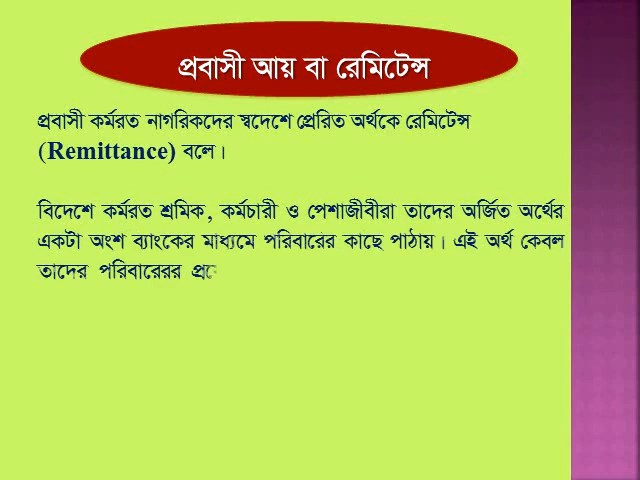 প্রবাসী আয় বা রেমিটেন্স
প্রবাসী কর্মরত নাগরিকদের স্বদেশে প্রেরিত অর্থকে রেমিটেন্স
(Remittance) বলে।
বিদেশে কর্মরত শ্রমিক, কর্মচারী ও পেশাজীবীরা তাদের অর্জিত অর্থের
একটা অংশ ব্যাংকের মাধ্যমে পরিবারের কাছে পাঠায়। এই অর্থ কেবল
তাদের পরিবারেরর